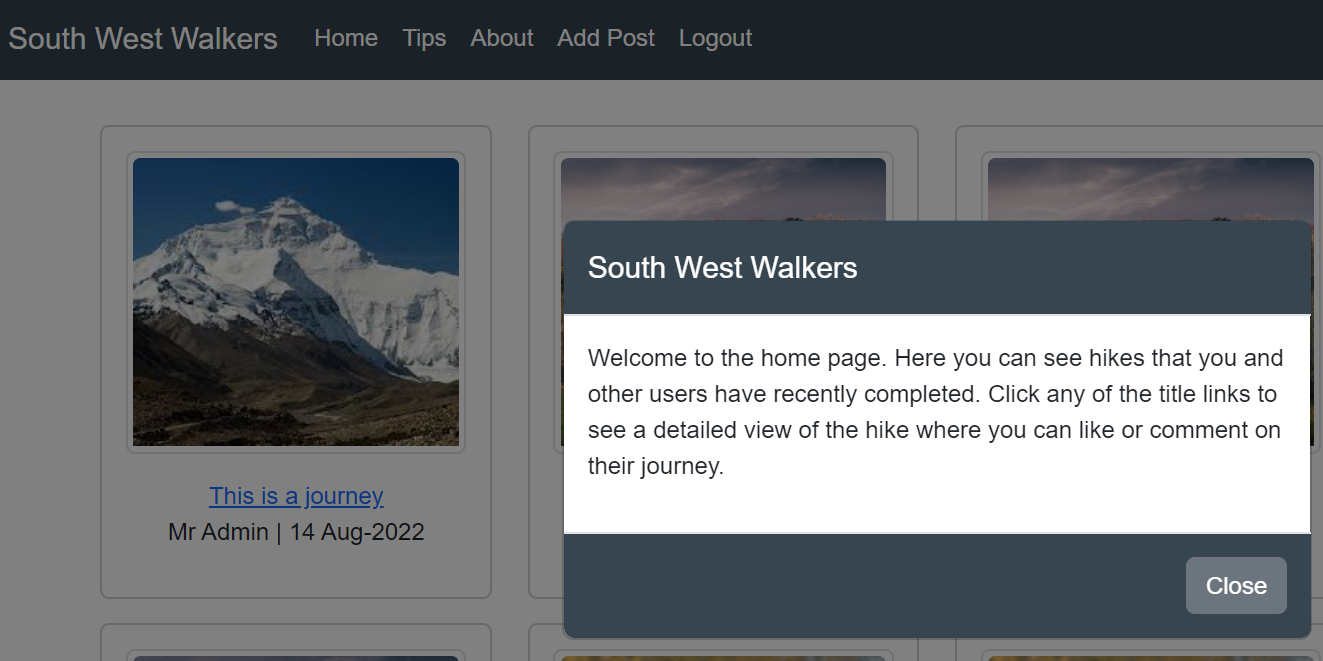 South West Walkers Home Tips About Add Post Logout
South West Walkers
Welcome to the home page. Here you can see hikes that you and
other users have recently completed. Click any of the title links to
see a detailed view of the hike where you can like or comment on
their journey.
This is a journey
Mr Admin | 14 Aug-2022
Close